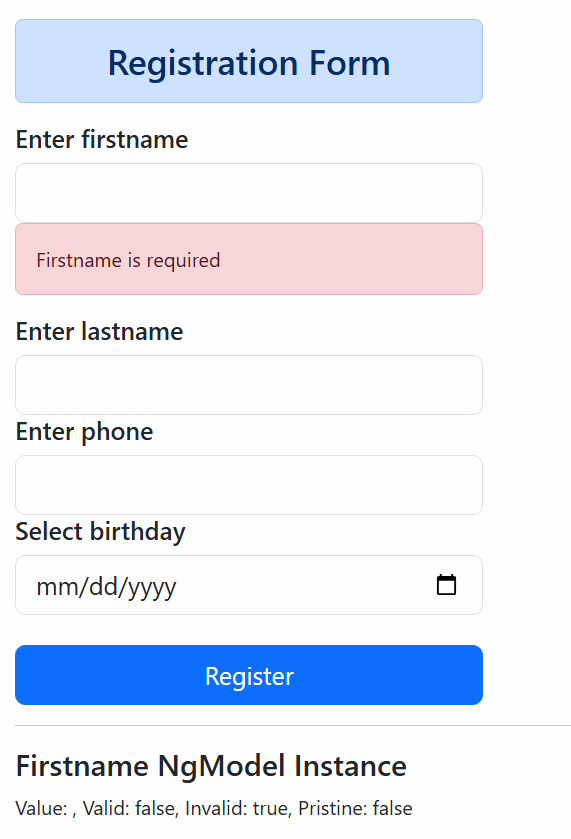 Registration Form
Enter firstname
Firstname is required
Enter lastname
Enter phone
Select birthday
mm/dd/yyyy
Register
Firstname NgModel Instance
Value: , Valid: false, Invalid: true, Pristine: false